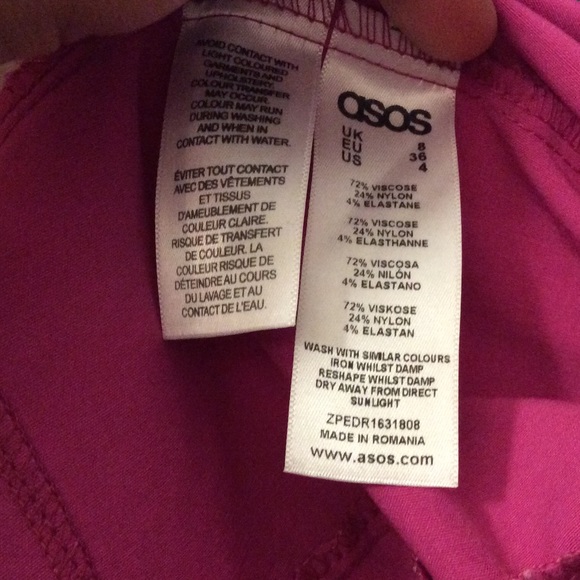 AVOID CONTACT WITH
LIGHT COLOURED
GARMENTS AND
UPHOLSTERY.
COLOUR TRANSFER
MAY OCCUR.
COLOUR MAY RUN
DURING WASHING
AND WHEN IN
CONTACT WITH WATER.
ÉVITER TOUT CONTACT
AVEC DES VÊTEMENTS
ET TISSUS
D'AMEUBLEMENT DE
COULEUR CLAIRE.
RISQUE DE TRANSFERT
DE COULEUR. LA
COULEUR RISQUE DE
DÉTEINDRE AU COURS
DU LAVAGE ET AU
CONTACT DE L'EAU.
asos
UK 8
EU 36
US 4
72% VISCOSE
24% NYLON
4% ELASTANE
72% VISCOSE
24% NYLON
4% ELASTHANNE
72% VISCOSA
24% NILÓN
4% ELASTANO
72% VISKOSE
24% NYLON
4% ELASTAN
WASH WITH SIMILAR COLOURS
IRON WHILST DAMP
RESHAPE WHILST DAMP
DRY AWAY FROM DIRECT
SUNLIGHT
ZPEDR1631808
MADE IN ROMANIA
www.asos.com